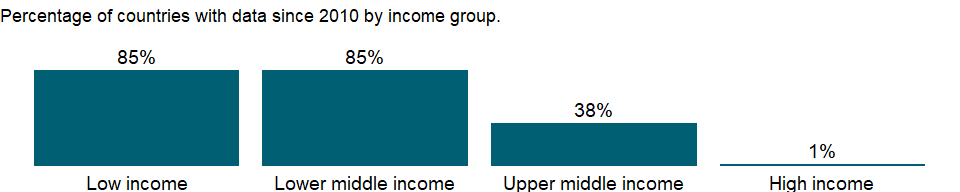 Percentage of countries with data since 2010 by income group.
85% 85% 38% 1%
Low income Lower middle income Upper middle income High income